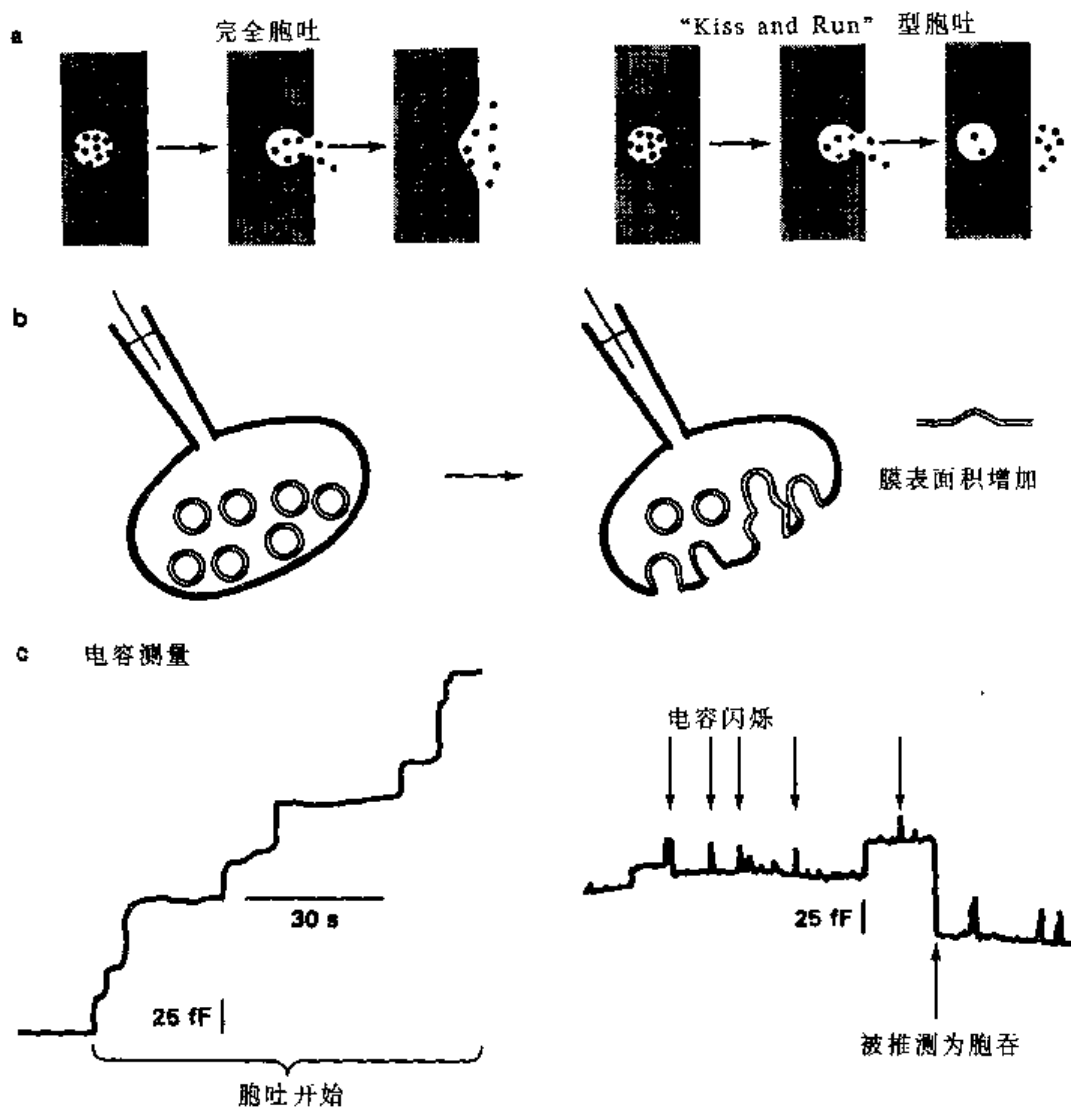 a
完全胞吐
“Kiss and Run” 型胞吐
b
膜表面积增加
c 电容测量
电容闪烁
30 s
25 fF
25 fF
被推测为胞吞
胞吐开始